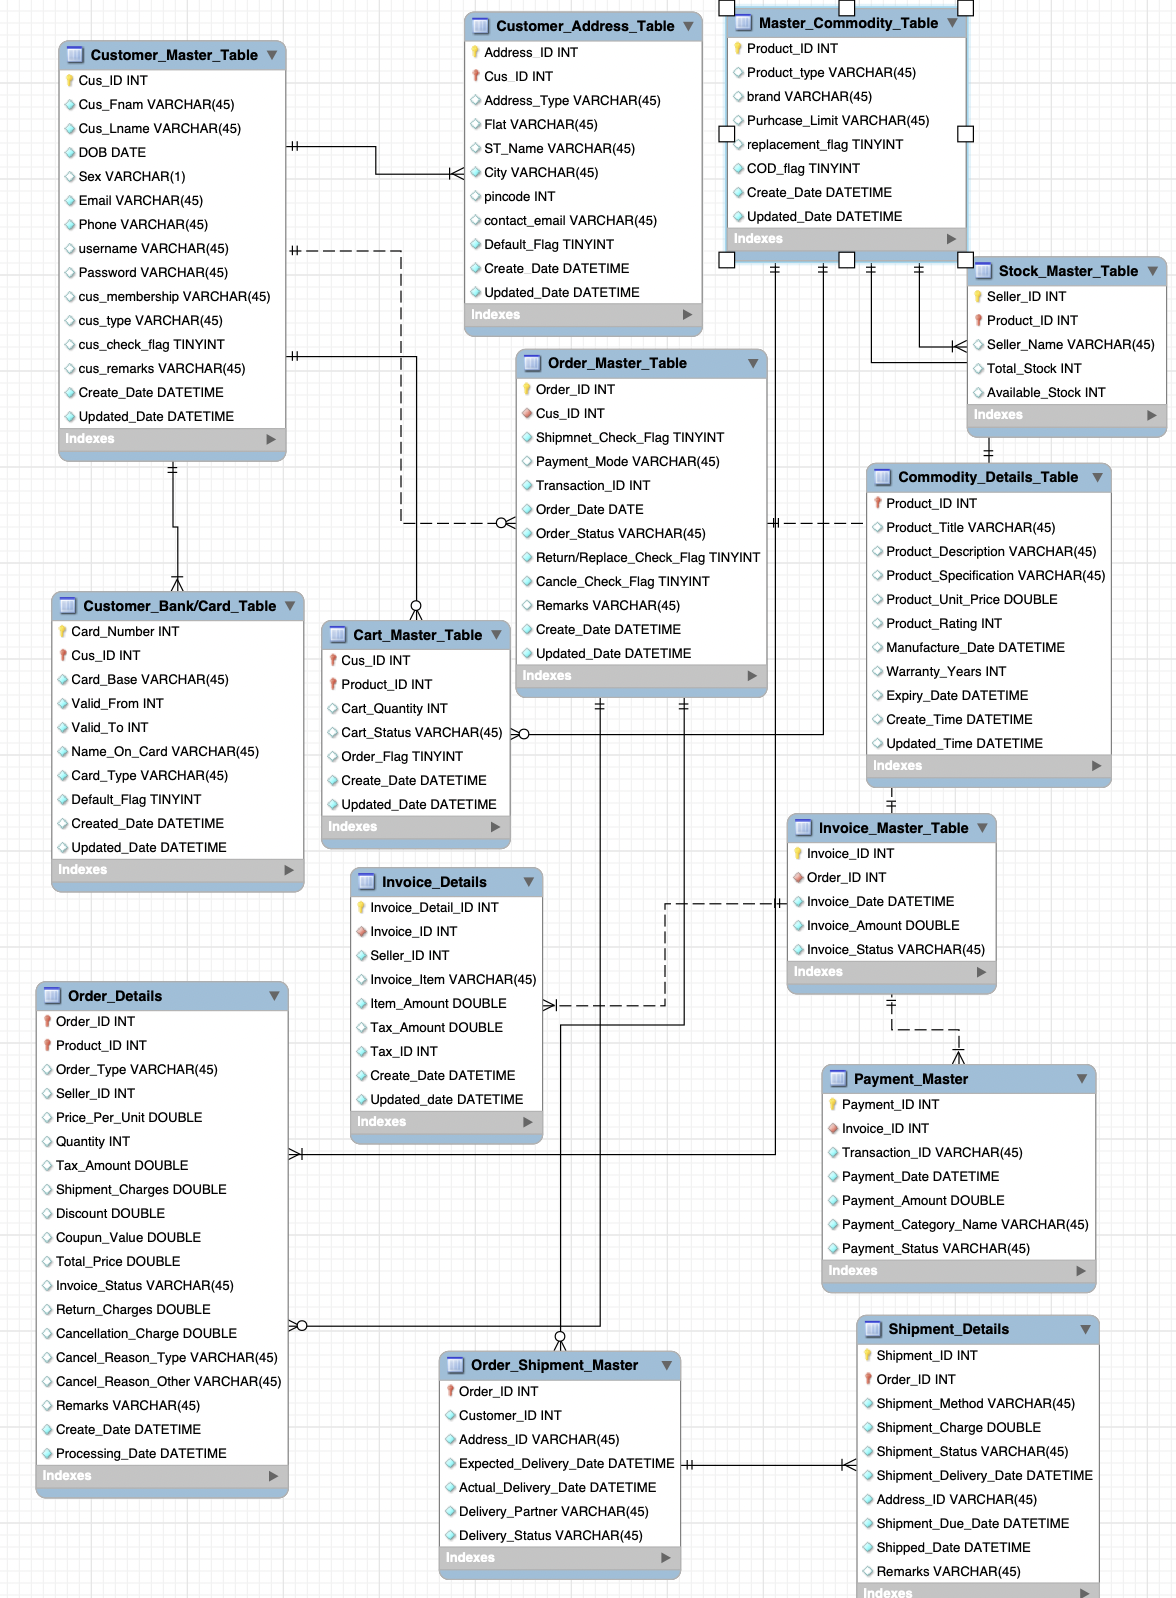 Customer_Master_Table
Cus_ID INT
Cus_Fnam VARCHAR(45)
Cus_Lname VARCHAR(45)
DOB DATE
Sex VARCHAR(1)
Email VARCHAR(45)
Phone VARCHAR(45)
username VARCHAR(45)
Password VARCHAR(45)
cus_membership VARCHAR(45)
cus_type VARCHAR(45)
cus_check_flag TINYINT
cus_remarks VARCHAR(45)
Create_Date DATETIME
Updated_Date DATETIME
Indexes
Customer_Address_Table
Address_ID INT
Cus_ID INT
Address_Type VARCHAR(45)
Flat VARCHAR(45)
ST_Name VARCHAR(45)
City VARCHAR(45)
pincode INT
contact_email VARCHAR(45)
Default_Flag TINYINT
Create_Date DATETIME
Updated_Date DATETIME
Indexes
Master_Commodity_Table
Product_ID INT
Product_type VARCHAR(45)
brand VARCHAR(45)
Purhcase_Limit VARCHAR(45)
replacement_flag TINYINT
COD_flag TINYINT
Create_Date DATETIME
Updated_Date DATETIME
Indexes
Stock_Master_Table
Seller_ID INT
Product_ID INT
Seller_Name VARCHAR(45)
Total_Stock INT
Available_Stock INT
Indexes
Order_Master_Table
Order_ID INT
Cus_ID INT
Shipmnet_Check_Flag TINYINT
Payment_Mode VARCHAR(45)
Transaction_ID INT
Order_Date DATE
Order_Status VARCHAR(45)
Return/Replace_Check_Flag TINYINT
Cancle_Check_Flag TINYINT
Remarks VARCHAR(45)
Create_Date DATETIME
Updated_Date DATETIME
Indexes
Commodity_Details_Table
Product_ID INT
Product_Title VARCHAR(45)
Product_Description VARCHAR(45)
Product_Specification VARCHAR(45)
Product_Unit_Price DOUBLE
Product_Rating INT
Manufacture_Date DATETIME
Warranty_Years INT
Expiry_Date DATETIME
Create_Time DATETIME
Updated_Time DATETIME
Indexes
Customer_Bank/Card_Table
Card_Number INT
Cus_ID INT
Card_Base VARCHAR(45)
Valid_From INT
Valid_To INT
Name_On_Card VARCHAR(45)
Card_Type VARCHAR(45)
Default_Flag TINYINT
Created_Date DATETIME
Updated_Date DATETIME
Indexes
Cart_Master_Table
Cus_ID INT
Product_ID INT
Cart_Quantity INT
Cart_Status VARCHAR(45)
Order_Flag TINYINT
Create_Date DATETIME
Updated_Date DATETIME
Indexes
Invoice_Master_Table
Invoice_ID INT
Order_ID INT
Invoice_Date DATETIME
Invoice_Amount DOUBLE
Invoice_Status VARCHAR(45)
Indexes
Invoice_Details
Invoice_Detail_ID INT
Invoice_ID INT
Seller_ID INT
Invoice_Item VARCHAR(45)
Item_Amount DOUBLE
Tax_Amount DOUBLE
Tax_ID INT
Create_Date DATETIME
Updated_date DATETIME
Indexes
Order_Details
Order_ID INT
Product_ID INT
Order_Type VARCHAR(45)
Seller_ID INT
Price_Per_Unit DOUBLE
Quantity INT
Tax_Amount DOUBLE
Shipment_Charges DOUBLE
Discount DOUBLE
Coupun_Value DOUBLE
Total_Price DOUBLE
Invoice_Status VARCHAR(45)
Return_Charges DOUBLE
Cancellation_Charge DOUBLE
Cancel_Reason_Type VARCHAR(45)
Cancel_Reason_Other VARCHAR(45)
Remarks VARCHAR(45)
Create_Date DATETIME
Processing_Date DATETIME
Indexes
Payment_Master
Payment_ID INT
Invoice_ID INT
Transaction_ID VARCHAR(45)
Payment_Date DATETIME
Payment_Amount DOUBLE
Payment_Category_Name VARCHAR(45)
Payment_Status VARCHAR(45)
Indexes
Order_Shipment_Master
Order_ID INT
Customer_ID INT
Address_ID VARCHAR(45)
Expected_Delivery_Date DATETIME
Actual_Delivery_Date DATETIME
Delivery_Partner VARCHAR(45)
Delivery_Status VARCHAR(45)
Indexes
Shipment_Details
Shipment_ID INT
Order_ID INT
Shipment_Method VARCHAR(45)
Shipment_Charge DOUBLE
Shipment_Status VARCHAR(45)
Shipment_Delivery_Date DATETIME
Address_ID VARCHAR(45)
Shipment_Due_Date DATETIME
Shipped_Date DATETIME
Remarks VARCHAR(45)
Indexes